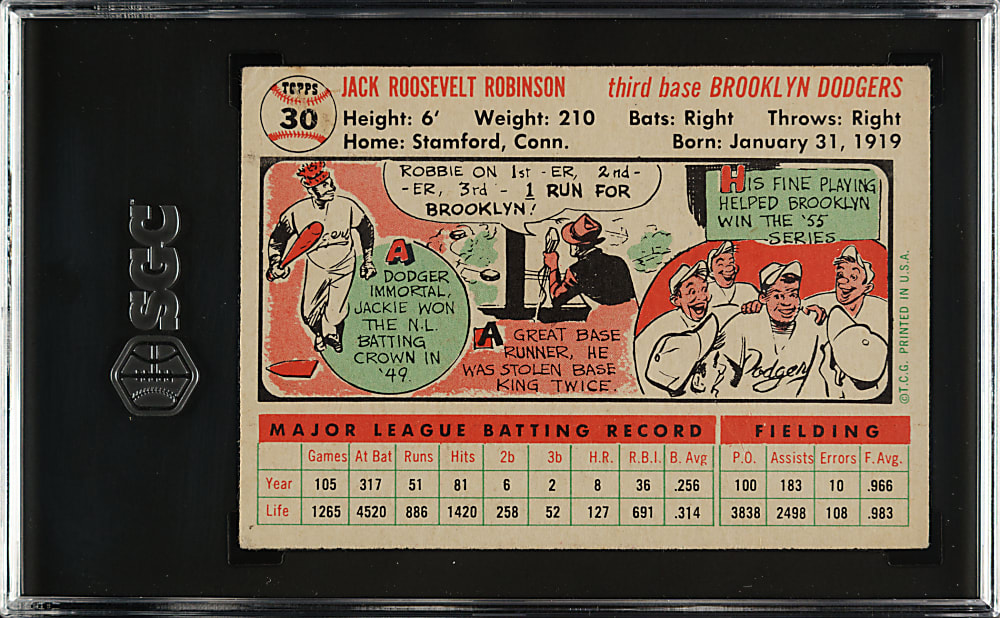 SGC
TOPPS
30
JACK ROOSEVELT ROBINSON third base BROOKLYN DODGERS
Height: 6' Weight: 210 Bats: Right Throws: Right
Home: Stamford, Conn. Born: January 31, 1919
ROBBIE ON 1st -ER, 2nd-
-ER, 3rd - 1 RUN FOR
BROOKLYN!
A
DODGER
IMMORTAL,
JACKIE WON
THE N.L.
BATTING
CROWN IN
'49.
A GREAT BASE
RUNNER, HE
WAS STOLEN BASE
KING TWICE.
HIS FINE PLAYING
HELPED BROOKLYN
WIN THE '55
SERIES
Dodgers
©T.C.G. PRINTED IN U.S.A.
MAJOR LEAGUE BATTING RECORD FIELDING
Games At Bat Runs Hits 2b 3b H.R. R.B.I. B. Avg P.O. Assists Errors F. Avg.
Year 105 317 51 81 6 2 8 36 .256 100 183 10 .966
Life 1265 4520 886 1420 258 52 127 691 .314 3838 2498 108 .983